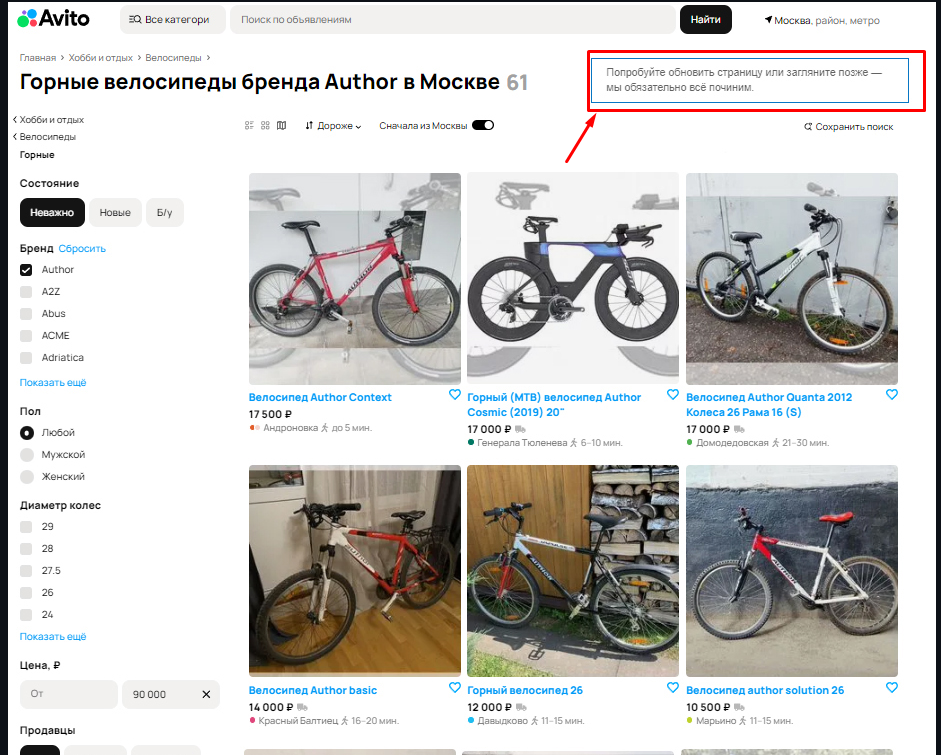 Avito
Все категори
Поиск по объявлениям
Найти
Москва, район, метро
Главная > Хобби и отдых > Велосипеды >
Горные велосипеды бренда Author в Москве 61
Попробуйте обновить страницу или загляните позже —
мы обязательно всё починим.
Хобби и отдых
Велосипеды
Горные
Дороже
Сначала из Москвы
Сохранить поиск
Состояние
Неважно
Новые
Б/у
Бренд Сбросить
Author
A2Z
Abus
ACME
Adriatica
Показать ещё
Пол
Любой
Мужской
Женский
Диаметр колес
29
28
27.5
26
24
Показать ещё
Цена, ₽
От
90 000
Продавцы
Велосипед Author Context
17 500 ₽
Андроновка до 5 мин.
Горный (MTB) велосипед Author
Cosmic (2019) 20"
17 000 ₽
Генерала Тюленева 6–10 мин.
Велосипед Author Quanta 2012
Колеса 26 Рама 16 (S)
17 000 ₽
Домодедовская 21–30 мин.
Велосипед Author basic
14 000 ₽
Красный Балтиец 16–20 мин.
Горный велосипед 26
12 000 ₽
Давыдково 11–15 мин.
Велосипед author solution 26
10 500 ₽
Марьино 11–15 мин.